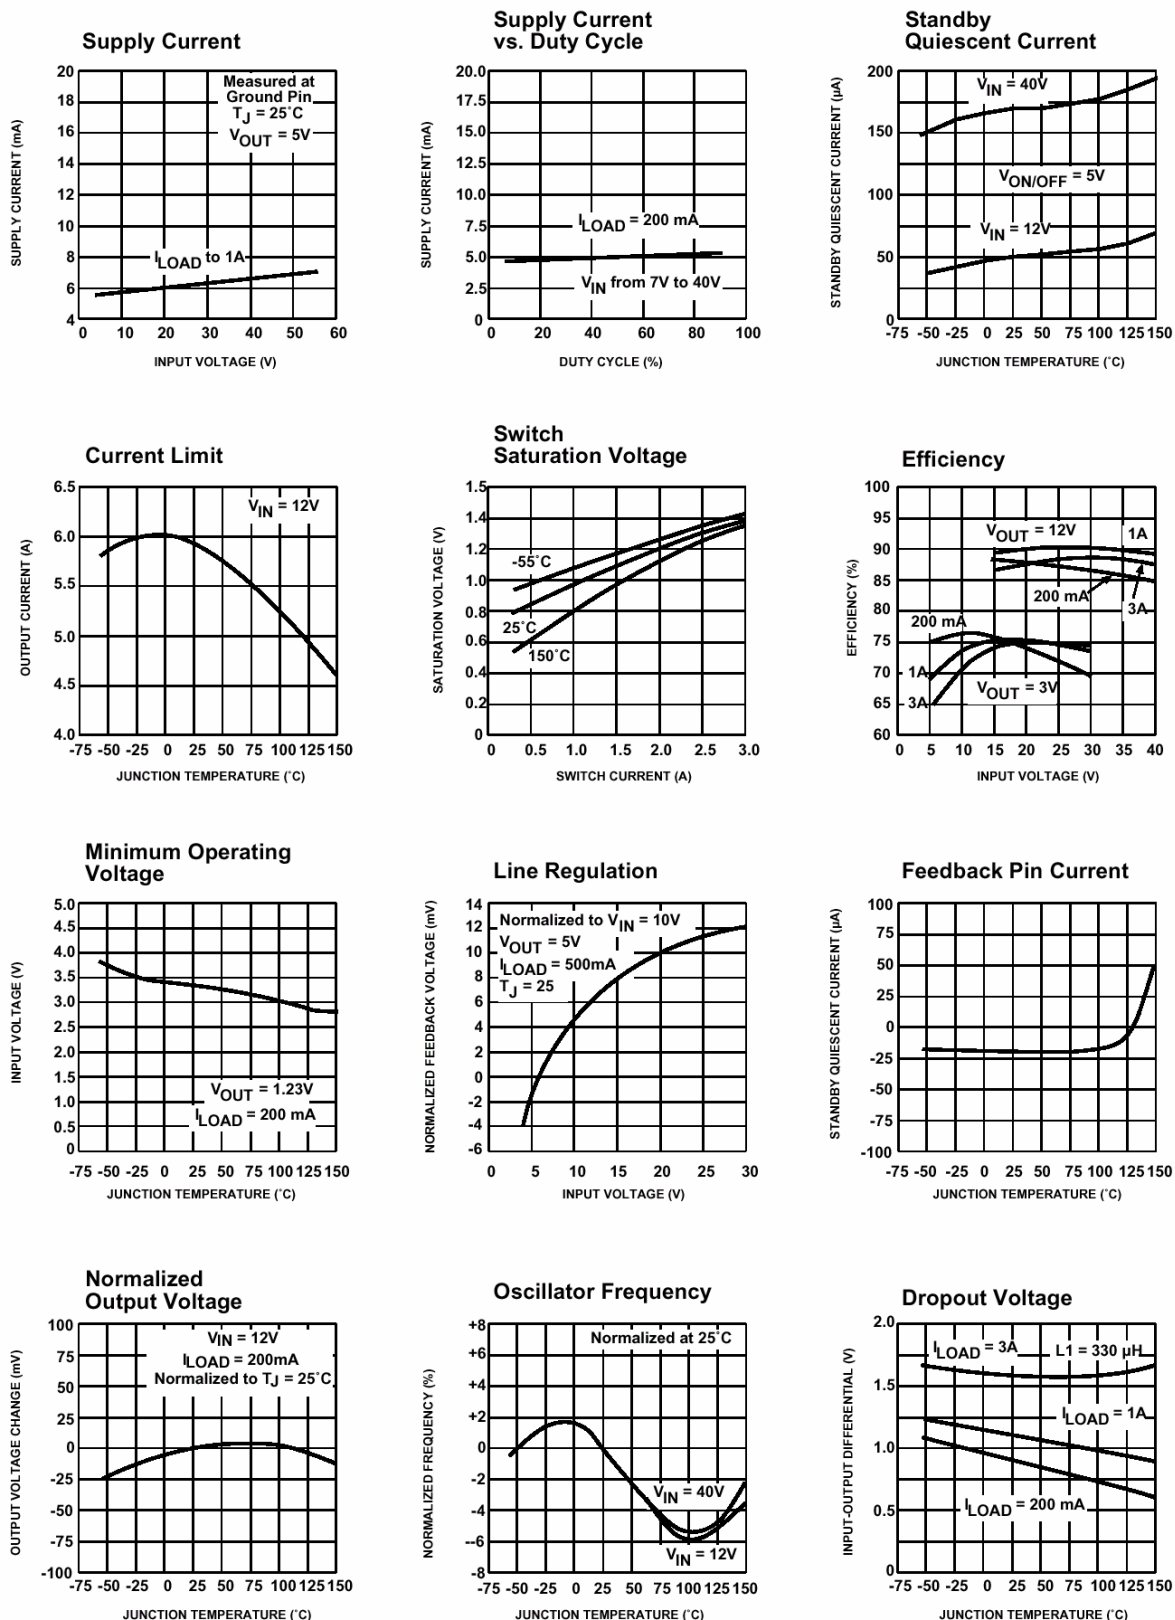 Supply Current
20
18
16
14
12
10
8
6
4
0 10 20 30 40 50 60
SUPPLY CURRENT (mA)
INPUT VOLTAGE (V)
Measured at
Ground Pin
TJ = 25˚C
VOUT = 5V
ILOAD to 1A
Supply Current
vs. Duty Cycle
20.0
17.5
15.0
12.5
10.0
7.5
5.0
2.5
0
0 20 40 60 80 100
SUPPLY CURRENT (mA)
DUTY CYCLE (%)
ILOAD = 200 mA
VIN from 7V to 40V
Standby
Quiescent Current
200
150
100
50
0
-75 -50 -25 0 25 50 75 100 125 150
STANDBY QUIESCENT CURRENT (µA)
JUNCTION TEMPERATURE (˚C)
VIN = 40V
VON/OFF = 5V
VIN = 12V
Current Limit
6.5
6.0
5.5
5.0
4.5
4.0
-75 -50 -25 0 25 50 75 100 125 150
OUTPUT CURRENT (A)
JUNCTION TEMPERATURE (˚C)
VIN = 12V
Switch
Saturation Voltage
1.5
1.4
1.2
1.0
0.8
0.6
0.4
0.2
0
0 0.5 1.0 1.5 2.0 2.5 3.0
SATURATION VOLTAGE (V)
SWITCH CURRENT (A)
-55˚C
25˚C
150˚C
Efficiency
100
95
90
85
80
75
70
65
60
0 5 10 15 20 25 30 35 40
EFFICIENCY (%)
INPUT VOLTAGE (V)
VOUT = 12V
1A
200 mA
3A
200 mA
1A
VOUT = 3V
3A
Minimum Operating
Voltage
5.0
4.5
4.0
3.5
3.0
2.5
2.0
1.5
1.0
0.5
0
-75 -50 -25 0 25 50 75 100 125 150
INPUT VOLTAGE (V)
JUNCTION TEMPERATURE (˚C)
VOUT = 1.23V
ILOAD = 200 mA
Line Regulation
14
12
10
8
6
4
2
0
-2
-4
-6
0 5 10 15 20 25 30
NORMALIZED FEEDBACK VOLTAGE (mV)
INPUT VOLTAGE (V)
Normalized to VIN = 10V
VOUT = 5V
ILOAD = 500mA
TJ = 25
Feedback Pin Current
100
75
50
25
0
-25
-50
-75
-100
-75 -50 -25 0 25 50 75 100 125 150
STANDBY QUIESCENT CURRENT (µA)
JUNCTION TEMPERATURE (˚C)
Normalized
Output Voltage
100
75
50
25
0
-25
-50
-75
-100
-75 -50 -25 0 25 50 75 100 125 150
OUTPUT VOLTAGE CHANGE (mV)
JUNCTION TEMPERATURE (˚C)
VIN = 12V
ILOAD = 200mA
Normalized to TJ = 25˚C
Oscillator Frequency
+8
+6
+4
+2
0
-2
-4
--6
-8
-75 -50 -25 0 25 50 75 100 125 150
NORMALIZED FREQUENCY (%)
JUNCTION TEMPERATURE (˚C)
Normalized at 25˚C
VIN = 40V
VIN = 12V
Dropout Voltage
2.0
1.5
1.0
0.5
0
-75 -50 -25 0 25 50 75 100 125 150
INPUT-OUTPUT DIFFERENTIAL (V)
JUNCTION TEMPERATURE (˚C)
ILOAD = 3A
L1 = 330 µH
ILOAD = 1A
ILOAD = 200 mA